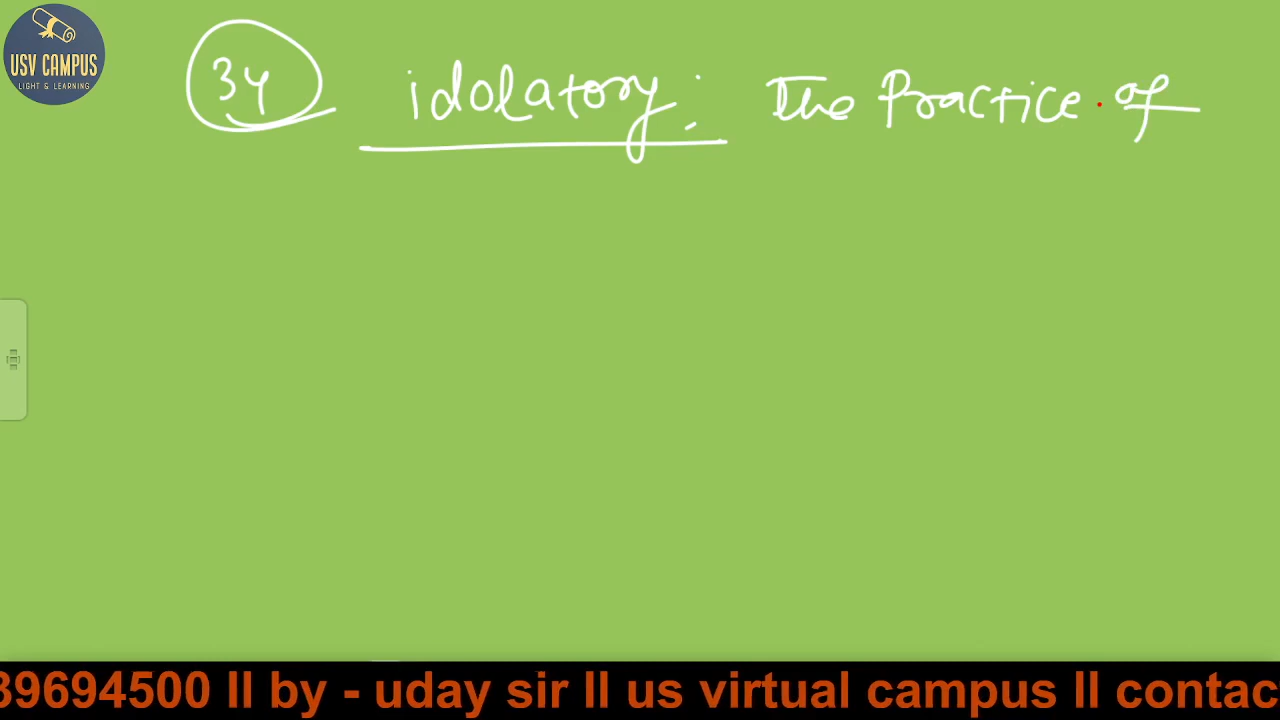 USV CAMPUS
LIGHT & LEARNING
34 idolatory : The Practice of
39694500 II by - uday sir II us virtual campus II contac